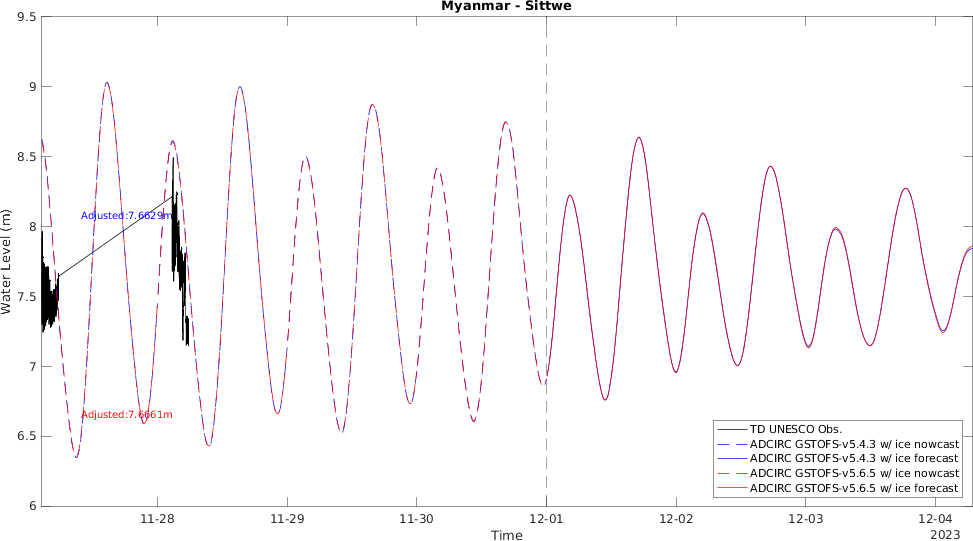 Myanmar - Sittwe
9.5
9
8.5
8
7.5
7
6.5
6
Water Level (m)
Adjusted:7.6629m
Adjusted:7.6661m
TD UNESCO Obs.
ADCIRC GSTOFS-v5.4.3 w/ ice nowcast
ADCIRC GSTOFS-v5.4.3 w/ ice forecast
ADCIRC GSTOFS-v5.6.5 w/ ice nowcast
ADCIRC GSTOFS-v5.6.5 w/ ice forecast
11-28
11-29
11-30
12-01
12-02
12-03
12-04
Time
2023